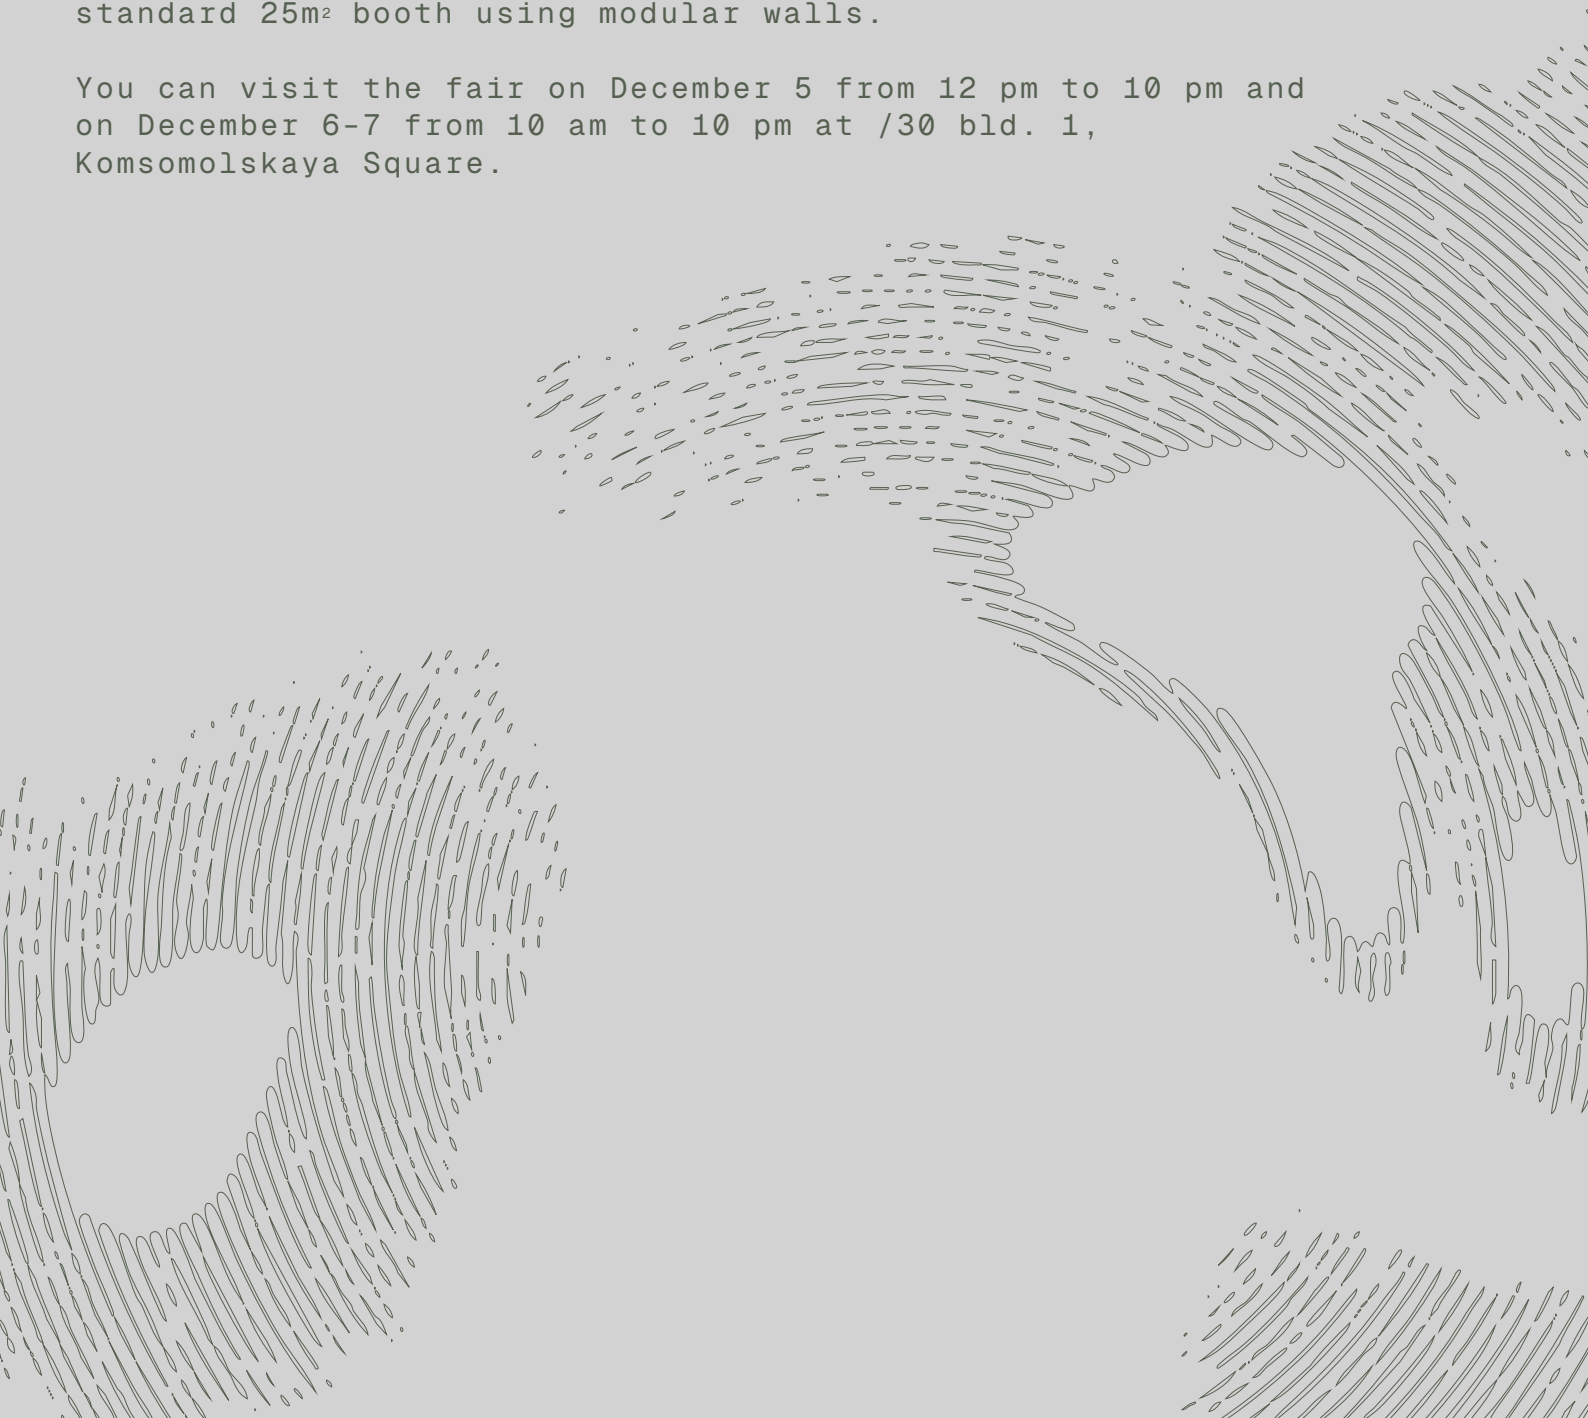 standard 25m² booth using modular walls.
You can visit the fair on December 5 from 12 pm to 10 pm and
on December 6-7 from 10 am to 10 pm at /30 bld. 1,
Komsomolskaya Square.